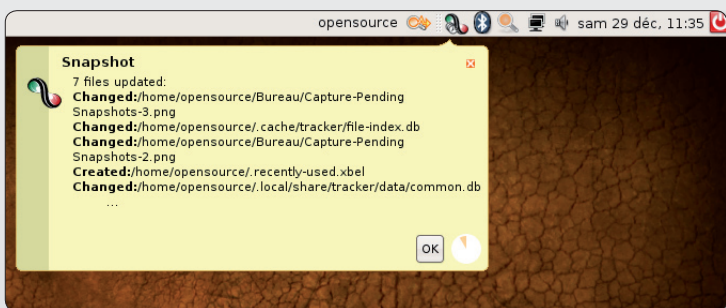 opensource sam 29 déc, 11:35
Snapshot
7 files updated:
Changed:/home/opensource/Bureau/Capture-Pending
Snapshots-3.png
Changed:/home/opensource/.cache/tracker/file-index.db
Changed:/home/opensource/Bureau/Capture-Pending
Snapshots-2.png
Created:/home/opensource/.recently-used.xbel
Changed:/home/opensource/.local/share/tracker/data/common.db
...
OK